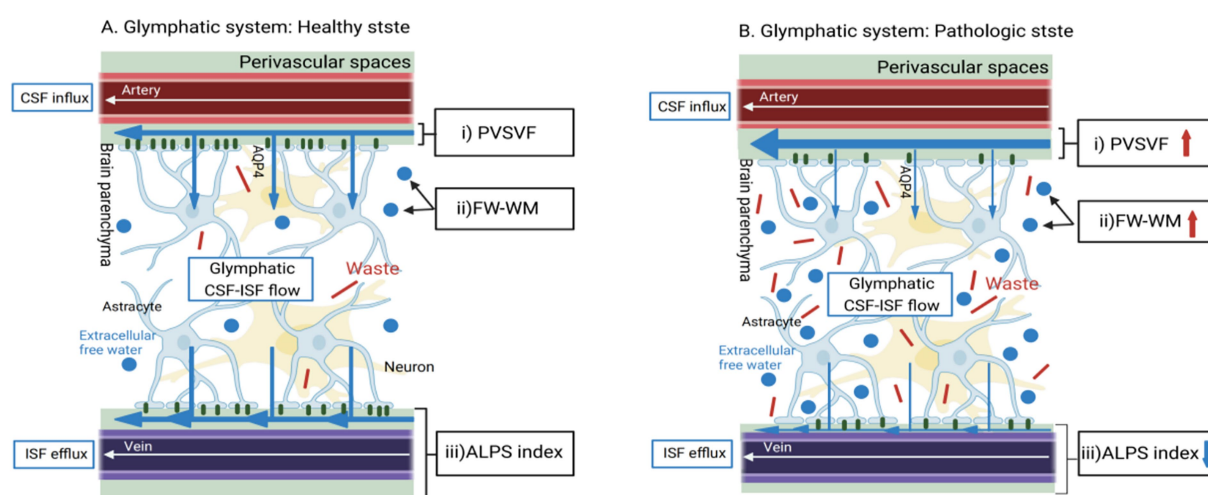 A. Glymphatic system: Healthy stste
Perivascular spaces
CSF influx
Artery
i) PVSVF
Brain parenchyma
AQP4
ii)FW-WM
Glymphatic
CSF-ISF flow
Waste
Astracyte
Extracellular
free water
Neuron
ISF efflux
Vein
iii)ALPS index
B. Glymphatic system: Pathologic stste
Perivascular spaces
CSF influx
Artery
i) PVSVF
Brain parenchyma
AQP4
ii)FW-WM
Glymphatic
CSF-ISF flow
Waste
Astracyte
Extracellular
free water
ISF efflux
Vein
iii)ALPS index